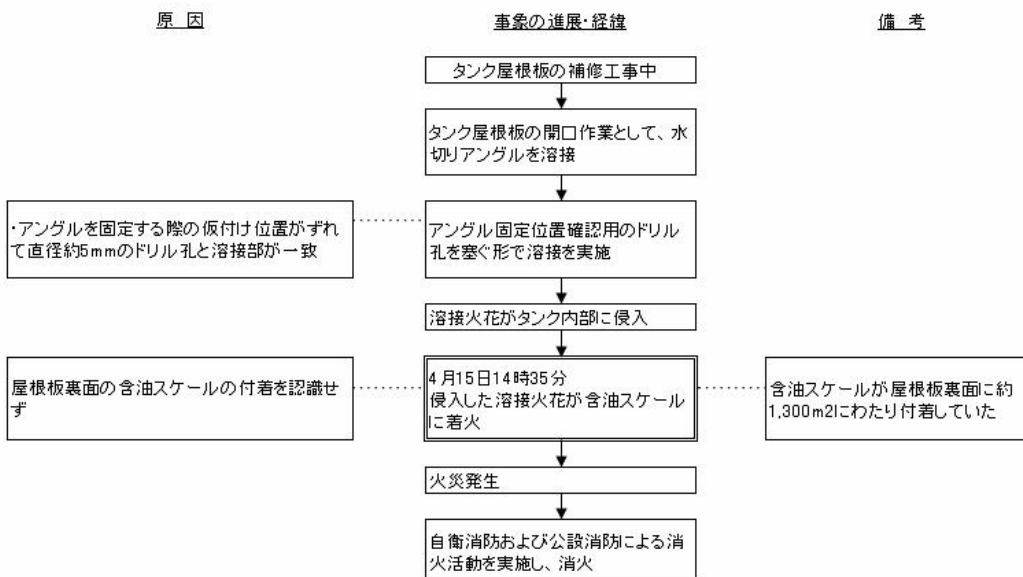 原 因
事象の進展・経緯
備 考
タンク屋根板の補修工事中
タンク屋根板の開口作業として、水
切りアングルを溶接
・アングルを固定する際の仮付け位置がずれ
て直径約5mmのドリル孔と溶接部が一致
アングル固定位置確認用のドリル
孔を塞ぐ形で溶接を実施
溶接火花がタンク内部に侵入
屋根板裏面の含油スケールの付着を認識せ
ず
4月15日14時35分
侵入した溶接火花が含油スケール
に着火
含油スケールが屋根板裏面に約
1,300m2にわたり付着していた
火災発生
自衛消防および公設消防による消
火活動を実施し、消火